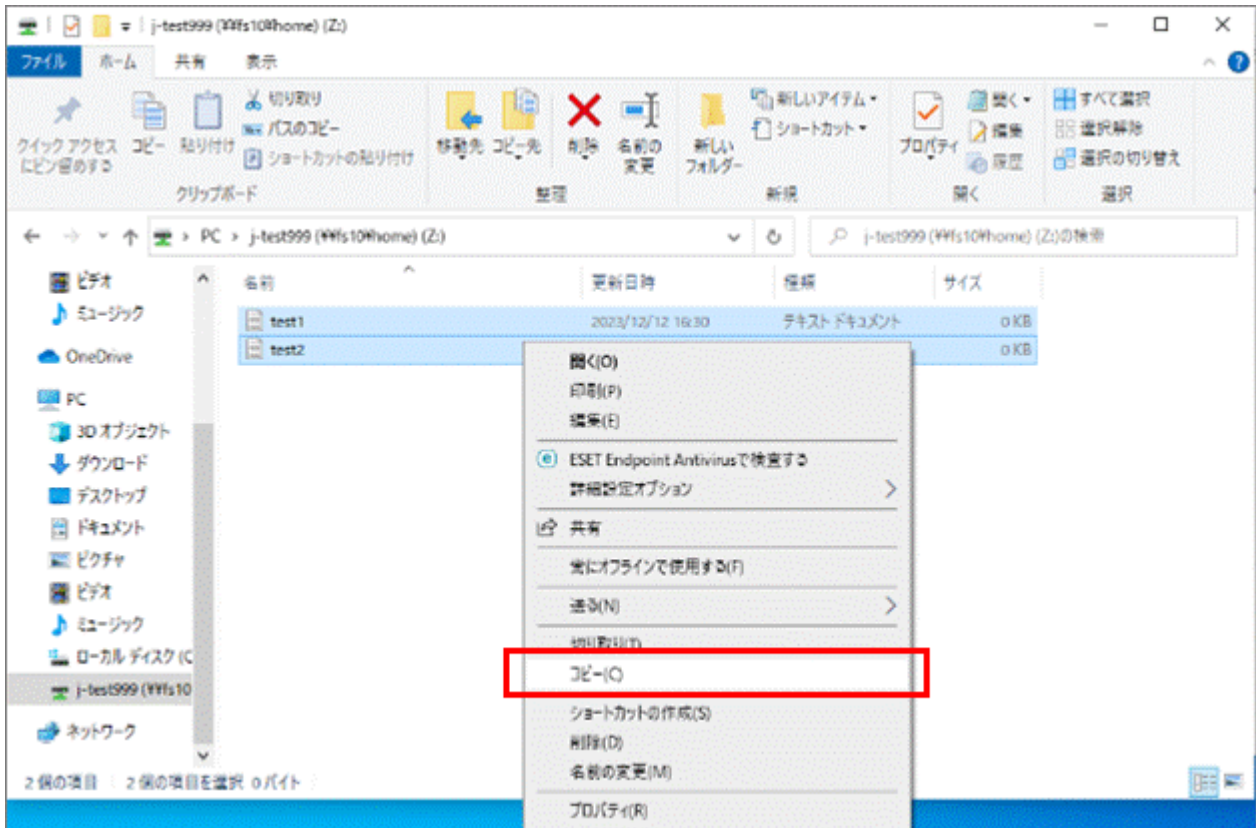 j-test999 (¥¥fs10¥home) (Z:)
ファイル ホーム 共有 表示
クイック アクセス
にピン留めする
コピー
貼り付け
切り取り
パスのコピー
ショートカットの貼り付け
クリップボード
移動先
コピー先
削除
名前の
変更
整理
新しい
フォルダー
新しいアイテム
ショートカット
新規
プロパティ
開く
編集
履歴
開く
すべて選択
選択解除
選択の切り替え
選択
PC › j-test999 (¥¥fs10¥home) (Z:)
j-test999 (¥¥fs10¥home) (Z:)の検索
ビデオ
ミュージック
OneDrive
PC
3D オブジェクト
ダウンロード
デスクトップ
ドキュメント
ピクチャ
ビデオ
ミュージック
ローカル ディスク (C
j-test999 (¥¥fs10
ネットワーク
名前 更新日時 種類 サイズ
test1 2023/12/12 16:30 テキスト ドキュメント 0 KB
test2 0 KB
開く(O)
印刷(P)
編集(E)
ESET Endpoint Antivirusで検査する
詳細設定オプション
共有
常にオフラインで使用する(F)
送る(N)
切り取り(T)
コピー(C)
ショートカットの作成(S)
削除(D)
名前の変更(M)
プロパティ(R)
2 個の項目 2 個の項目を選択 0 バイト